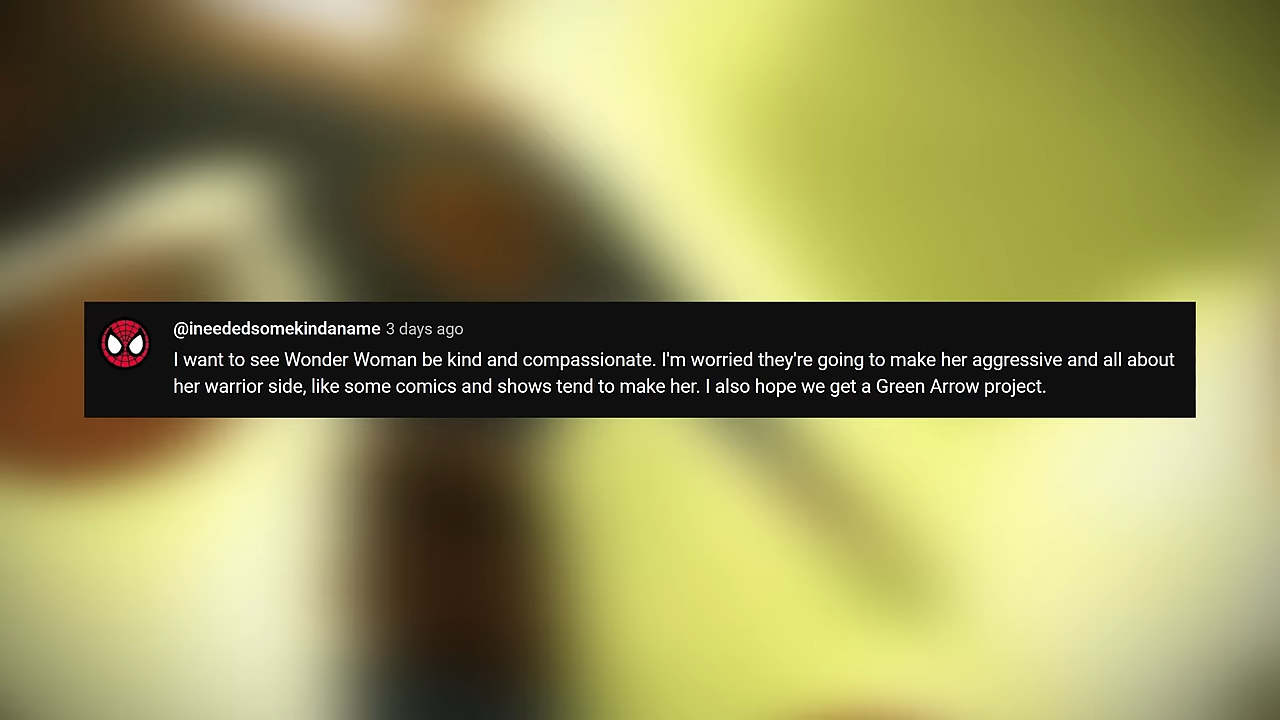 @ineededsomekindaname 3 days ago
I want to see Wonder Woman be kind and compassionate. I'm worried they're going to make her aggressive and all about
her warrior side, like some comics and shows tend to make her. I also hope we get a Green Arrow project.